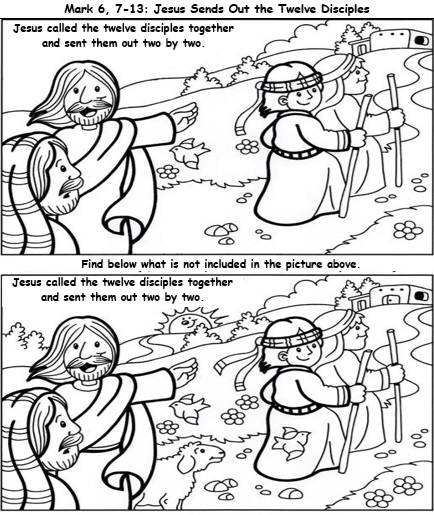 Mark 6, 7-13: Jesus Sends Out the Twelve Disciples
Jesus called the twelve disciples together
and sent them out two by two.
Find below what is not included in the picture above.
Jesus called the twelve disciples together
and sent them out two by two.